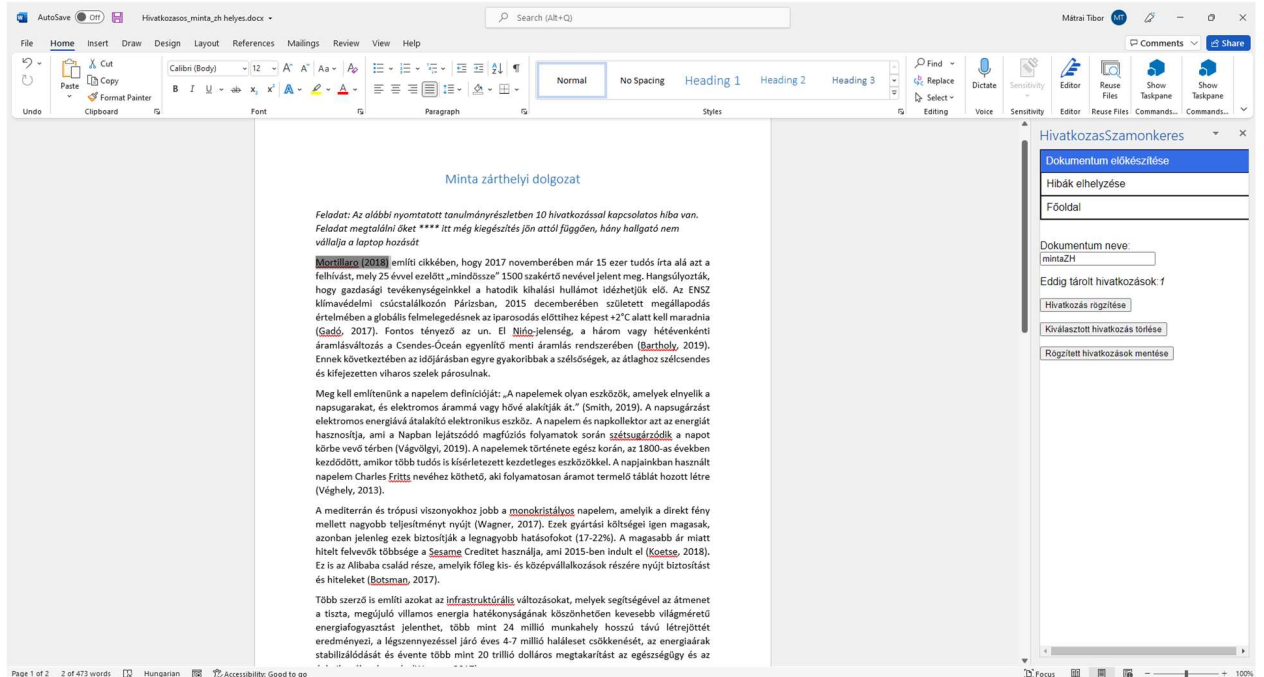 AutoSave Off Hivatkozasos_minta_zh helyes.docx Search (Alt+Q) Mátrai Tibor MT
File Home Insert Draw Design Layout References Mailings Review View Help Comments Share
Paste Cut Copy Format Painter
Calibri (Body) 12 A^ A˅ Aa A
B I U ab x₂ x² A A
¶
Normal No Spacing Heading 1 Heading 2 Heading 3
Find Replace Select
Dictate Sensitivity Editor Reuse Files Show Taskpane Show Taskpane
Undo Clipboard Font Paragraph Styles Editing Voice Sensitivity Editor Reuse Files Commands... Commands...
Minta zárthelyi dolgozat
Feladat: Az alábbi nyomtatott tanulmányrészletben 10 hivatkozással kapcsolatos hiba van.
Feladat megtalálni őket **** itt még kiegészítés jön attól függően, hány hallgató nem
vállalja a laptop hozását
Mortillaro (2018) említi cikkében, hogy 2017 novemberében már 15 ezer tudós írta alá azt a
felhívást, mely 25 évvel ezelőtt „mindössze” 1500 szakértő nevével jelent meg. Hangsúlyozták,
hogy gazdasági tevékenységeinkkel a hatodik kihalási hullámot idézhetjük elő. Az ENSZ
klímavédelmi csúcstalálkozón Párizsban, 2015 decemberében született megállapodás
értelmében a globális felmelegedésnek az iparosodás előttihez képest +2°C alatt kell maradnia
(Gadó, 2017). Fontos tényező az un. El Nińo-jelenség, a három vagy hétévenkénti
áramlásváltozás a Csendes-Óceán egyenlítő menti áramlás rendszerében (Bartholy, 2019).
Ennek következtében az időjárásban egyre gyakoribbak a szélsőségek, az átlaghoz szélcsendes
és kifejezetten viharos szelek párosulnak.
Meg kell említenünk a napelem definícióját: „A napelemek olyan eszközök, amelyek elnyelik a
napsugarakat, és elektromos árammá vagy hővé alakítják át.” (Smith, 2019). A napsugárzást
elektromos energiává átalakító elektronikus eszköz. A napelem és napkollektor azt az energiát
hasznosítja, ami a Napban lejátszódó magfúziós folyamatok során szétsugárzódik a napot
körbe vevő térben (Vágvölgyi, 2019). A napelemek története egész korán, az 1800-as években
kezdődött, amikor több tudós is kísérletezett kezdetleges eszközökkel. A napjainkban használt
napelem Charles Fritts nevéhez köthető, aki folyamatosan áramot termelő táblát hozott létre
(Véghely, 2013).
A mediterrán és trópusi viszonyokhoz jobb a monokristályos napelem, amelyik a direkt fény
mellett nagyobb teljesítményt nyújt (Wagner, 2017). Ezek gyártási költségei igen magasak,
azonban jelenleg ezek biztosítják a legnagyobb hatásofokot (17-22%). A magasabb ár miatt
hitelt felvevők többsége a Sesame Creditet használja, ami 2015-ben indult el (Koetse, 2018).
Ez is az Alibaba család része, amelyik főleg kis- és középvállalkozások részére nyújt biztosítást
és hiteleket (Botsman, 2017).
Több szerző is említi azokat az infrastruktúrális változásokat, melyek segítségével az átmenet
a tiszta, megújuló villamos energia hatékonyságának köszönhetően kevesebb világméretű
energiafogyasztást jelenthet, több mint 24 millió munkahely hosszú távú létrejöttét
eredményezi, a légszennyezéssel járó éves 4-7 millió haláleset csökkenését, az energiaárak
stabilizálódását és évente több mint 20 trillió dolláros megtakarítást az egészségügy és az
HivatkozasSzamonkeres
Dokumentum előkészítése
Hibák elhelyzése
Főoldal
Dokumentum neve:
mintaZH
Eddig tárolt hivatkozások:1
Hivatkozás rögzítése
Kiválasztott hivatkozás törlése
Rögzített hivatkozások mentése
Page 1 of 2 2 of 473 words Hungarian Accessibility: Good to go Focus 100%